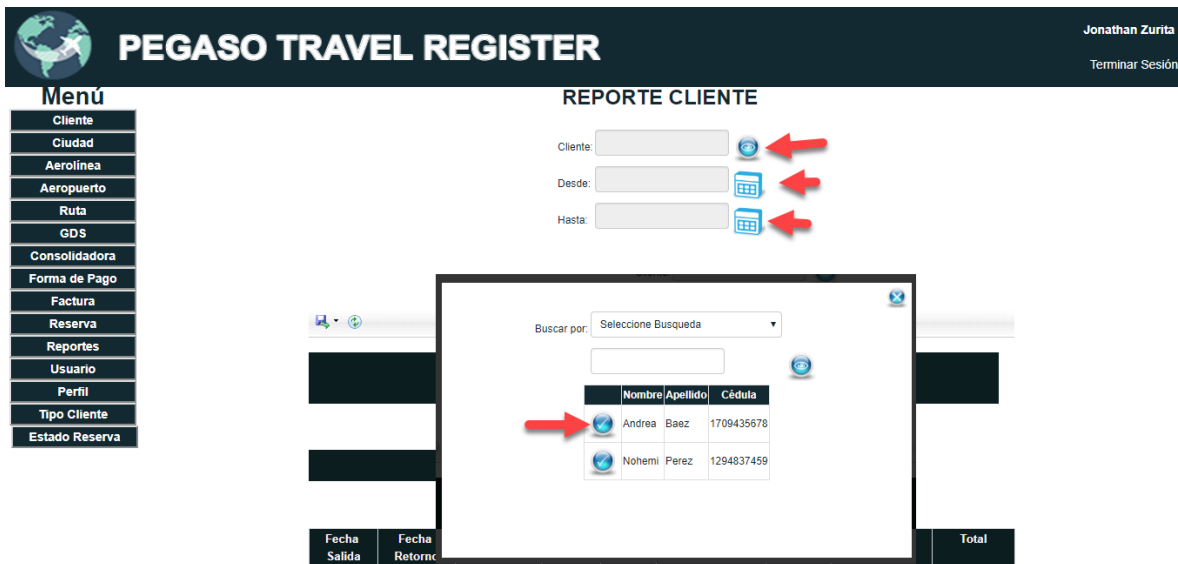 PEGASO TRAVEL REGISTER
Jonathan Zurita
Terminar Sesión
Menú
Cliente
Ciudad
Aerolínea
Aeropuerto
Ruta
GDS
Consolidadora
Forma de Pago
Factura
Reserva
Reportes
Usuario
Perfil
Tipo Cliente
Estado Reserva
REPORTE CLIENTE
Cliente:
Desde:
Hasta:
Buscar por: Seleccione Busqueda
Nombre Apellido Cédula
Andrea Baez 1709435678
Nohemi Perez 1294837459
Fecha Fecha Total
Salida Retorno